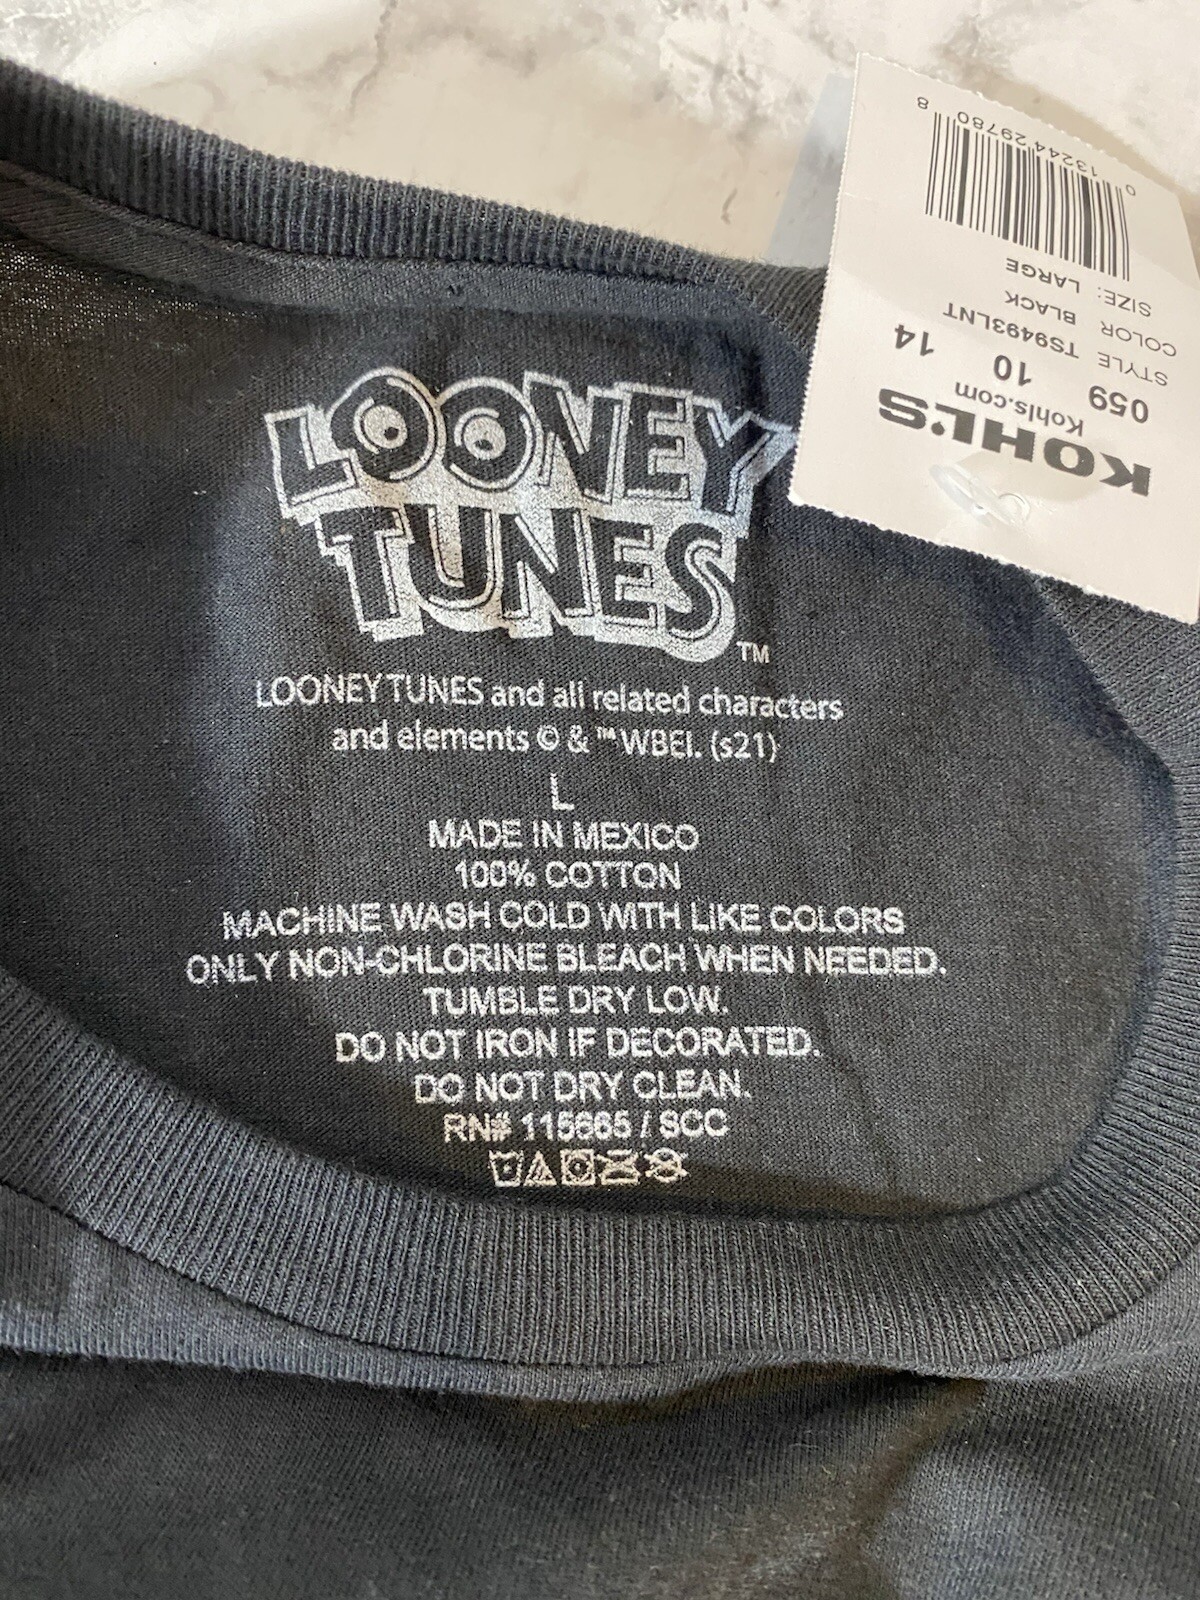 LOONEY
TUNES
TM
LOONEY TUNES and all related characters
and elements © & ™ WBEI. (s21)
L
MADE IN MEXICO
100% COTTON
MACHINE WASH COLD WITH LIKE COLORS
ONLY NON-CHLORINE BLEACH WHEN NEEDED.
TUMBLE DRY LOW.
DO NOT IRON IF DECORATED.
DO NOT DRY CLEAN.
RN# 115665 / SCC
KOHL'S
Kohls.com
059 10 14
STYLE TS9493LNT
COLOR BLACK
SIZE: LARGE
0 13244 29780 8